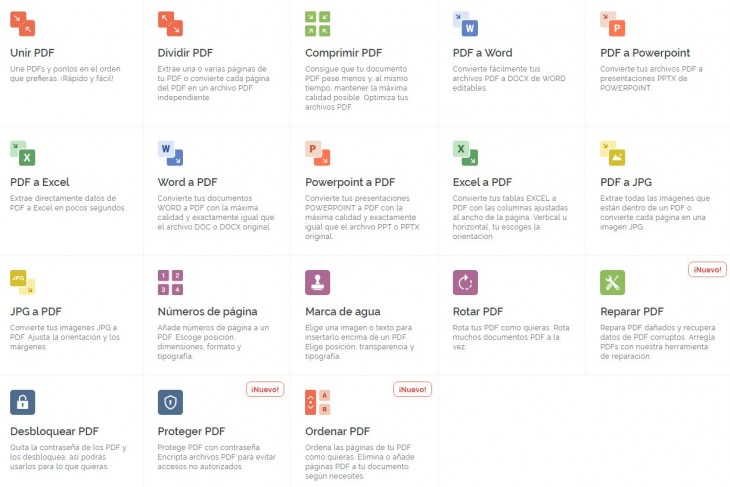 Unir PDF
Une PDFs y ponlos en el orden
que prefieras. ¡Rápido y fácil!
Dividir PDF
Extrae una o varias páginas de
tu PDF o convierte cada página
del PDF en un archivo PDF
independiente.
Comprimir PDF
Consigue que tu documento
PDF pese menos y, al mismo
tiempo, mantener la máxima
calidad posible. Optimiza tus
archivos PDF
W
PDF a Word
Convierte fácilmente tus
archivos PDF a DOCX de WORD
editables.
P
PDF a Powerpoint
Convierte tus archivos PDF a
presentaciones PPTX de
POWERPOINT.
X
PDF a Excel
Extrae directamente datos de
PDF a Excel en pocos segundos.
W
Word a PDF
Convierte tus documentos
WORD a PDF con la máxima
calidad y exactamente igual que
el archivo DOC o DOCX original.
P
Powerpoint a PDF
Convierte tus presentaciones
POWERPOINT a PDF con la
máxima calidad y exactamente
igual que el archivo PPT o PPTX
original.
X
Excel a PDF
Convierte tus tablas EXCEL a
PDF con las columnas ajustadas
al ancho de la página. Vertical u
horizontal, tu escoges la
orientación.
PDF a JPG
Extrae todas las imágenes que
están dentro de un PDF o
convierte cada página en una
imagen JPG.
JPG
JPG a PDF
Convierte tus imágenes JPG a
PDF. Ajusta la orientación y los
márgenes.
1 2
3 4
Números de página
Añade números de página a un
PDF. Escoge posición,
dimensiones, formato y
tipografía.
Marca de agua
Elige una imagen o texto para
insertarlo encima de un PDF.
Elige posición, transparencia y
tipografía.
Rotar PDF
Rota tus PDF como quieras. Rota
muchos documentos PDF a la
vez.
¡Nuevo!
Reparar PDF
Repara PDF dañados y recupera
datos de PDF corruptos. Arregla
PDFs con nuestra herramienta
de reparación.
Desbloquear PDF
Quita la contraseña de los PDF y
los desbloquea, así podrás
usarlos para lo que quieras.
¡Nuevo!
Proteger PDF
Protege PDF con contraseña.
Encripta archivos PDF para evitar
accesos no autorizados.
¡Nuevo!
A
B
Ordenar PDF
Ordena las páginas de tu PDF
como quieras. Elimina o añade
páginas PDF a tu documento
según necesites.